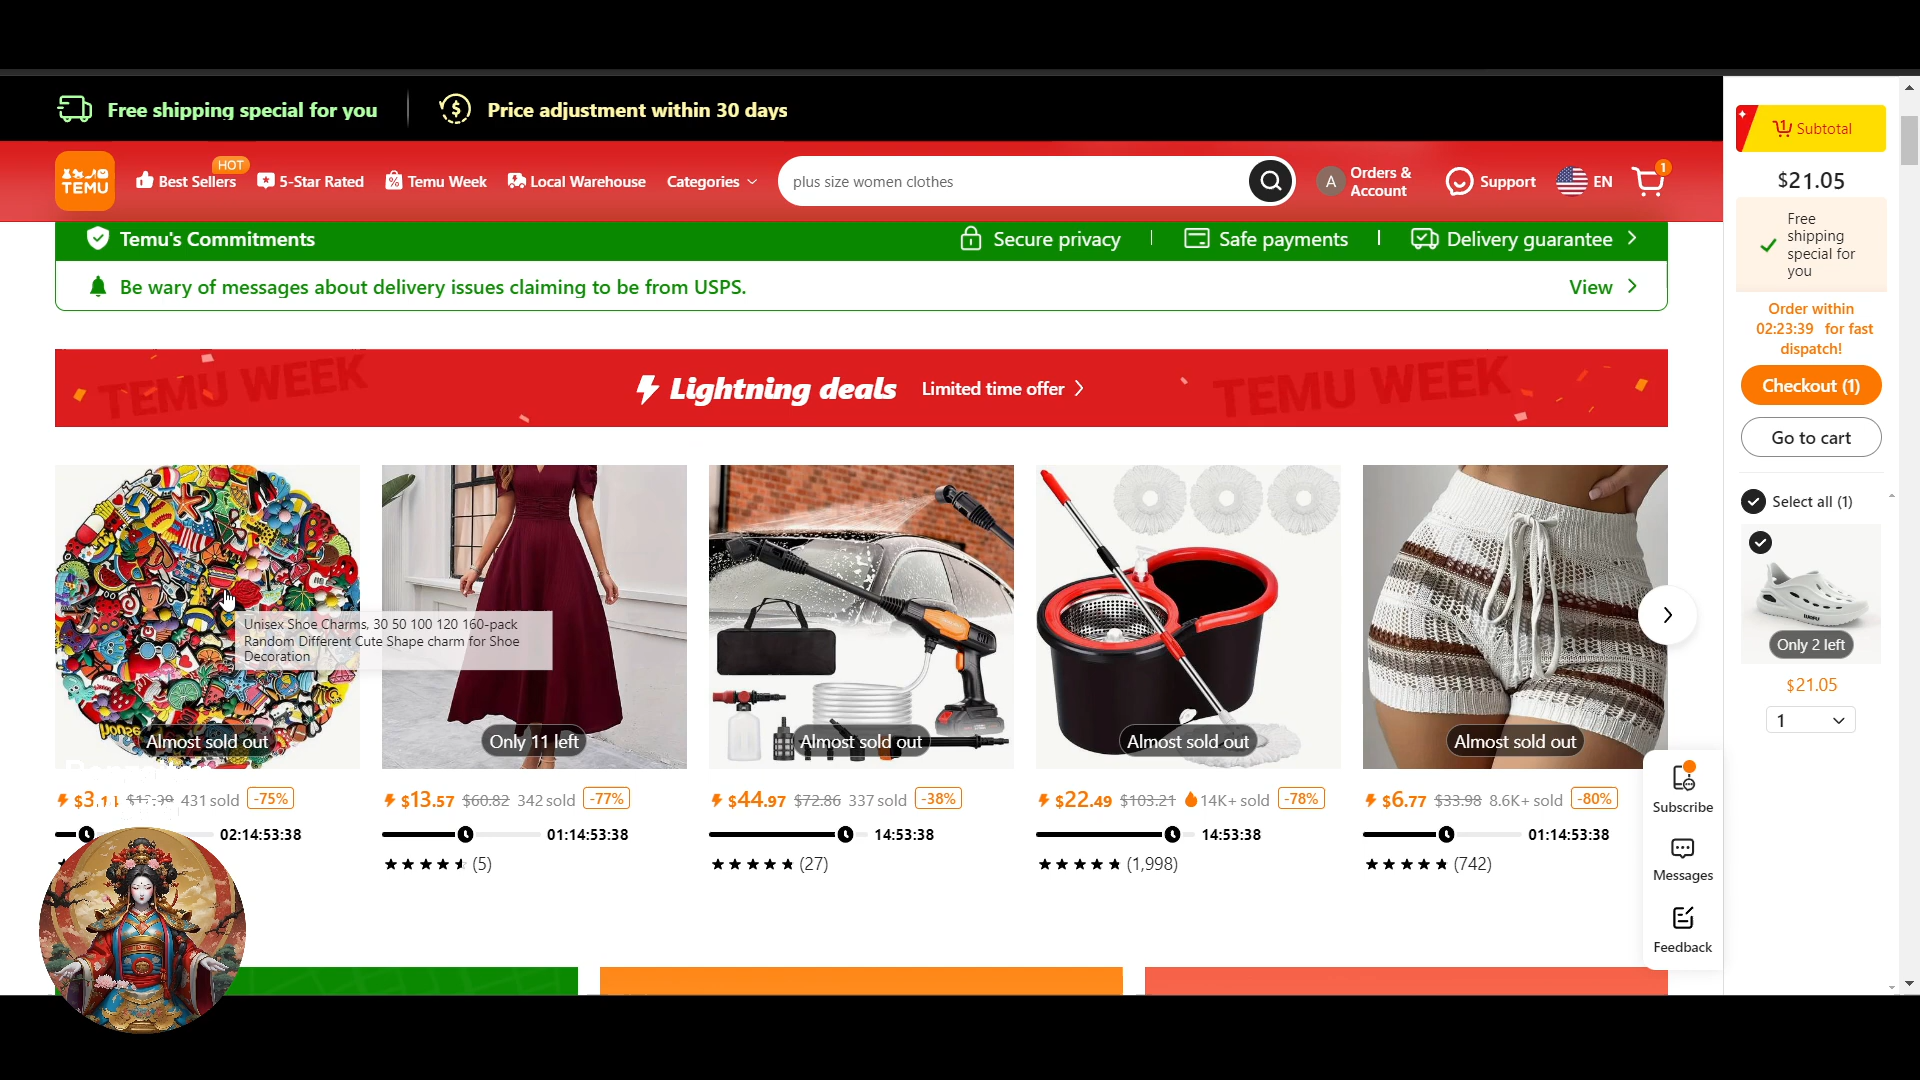 Free shipping special for you
Price adjustment within 30 days
TEMU
Best Sellers
HOT
5-Star Rated
Temu Week
Local Warehouse
Categories
plus size women clothes
A
Orders &
Account
Support
EN
1
Temu's Commitments
Secure privacy
Safe payments
Delivery guarantee
Be wary of messages about delivery issues claiming to be from USPS.
View
TEMU WEEK
Lightning deals
Limited time offer
TEMU WEEK
Unisex Shoe Charms, 30 50 100 120 160-pack
Random Different Cute Shape charm for Shoe
Decoration
Almost sold out
Only 11 left
Almost sold out
Almost sold out
Almost sold out
431 sold -75%
02:14:53:38
$13.57 $60.82 342 sold -77%
01:14:53:38
(5)
$44.97 $72.86 337 sold -38%
14:53:38
(27)
$22.49 $103.21 14K+ sold -78%
14:53:38
(1,998)
$6.77 $33.98 8.6K+ sold -80%
01:14:53:38
(742)
Subscribe
Messages
Feedback
Subtotal
$21.05
Free
shipping
special for
you
Order within
02:23:39 for fast
dispatch!
Checkout (1)
Go to cart
Select all (1)
Only 2 left
$21.05
1